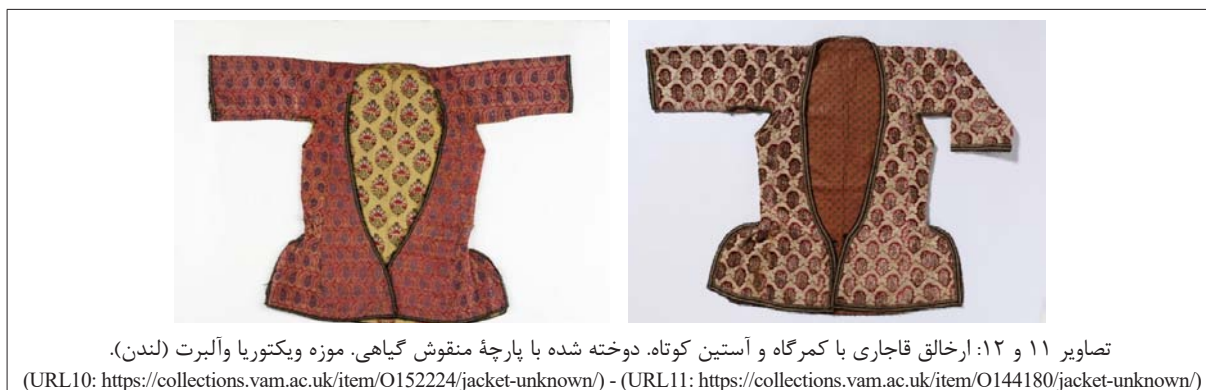 تصاویر ۱۱ و ۱۲: ارخالق قاجاری با کمرگاه و آستین کوتاه. دوخته شده با پارچهٔ منقوش گیاهی. موزه ویکتوریا وآلبرت (لندن).
(URL10: https://collections.vam.ac.uk/item/O152224/jacket-unknown/) - (URL11: https://collections.vam.ac.uk/item/O144180/jacket-unknown/)